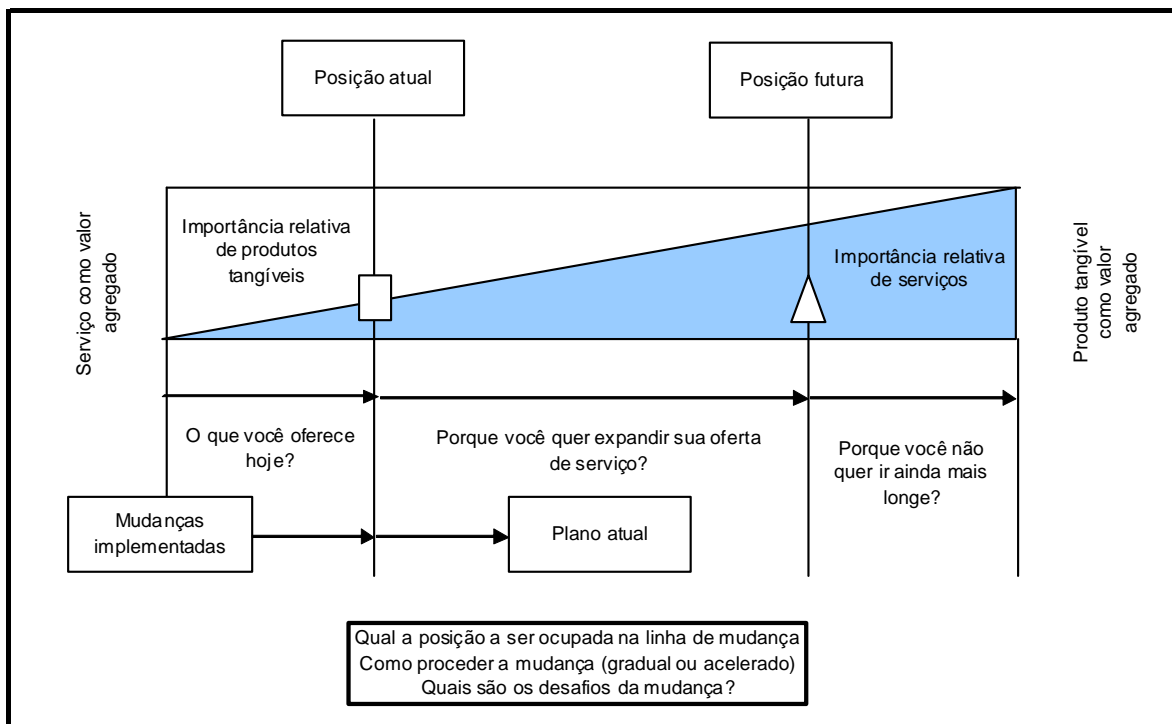 Posição atual
Posição futura
Serviço como valor
agregado
Importância relativa
de produtos
tangíveis
Importância relativa
de serviços
Produto tangível
como valor
agregado
O que você oferece
hoje?
Porque você quer expandir sua oferta
de serviço?
Porque você não
quer ir ainda mais
longe?
Mudanças
implementadas
Plano atual
Qual a posição a ser ocupada na linha de mudança
Como proceder a mudança (gradual ou acelerado)
Quais são os desafios da mudança?